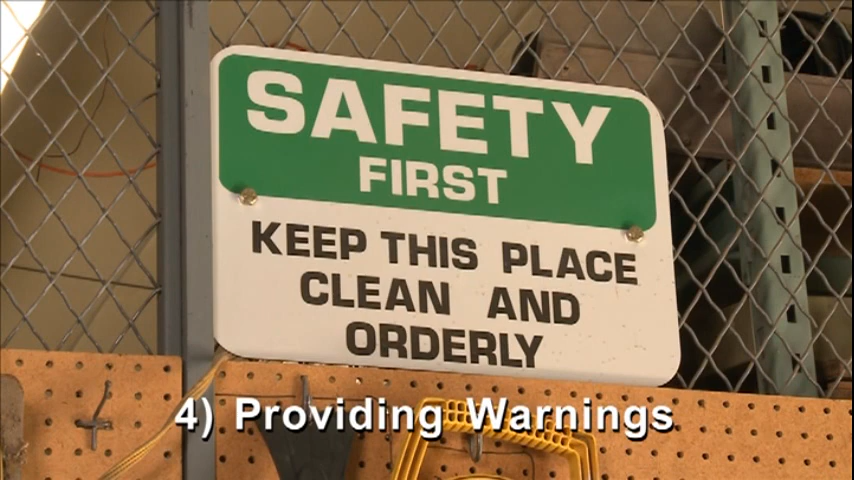 SAFETY
FIRST
KEEP THIS PLACE
CLEAN AND
ORDERLY
4) Providing Warnings